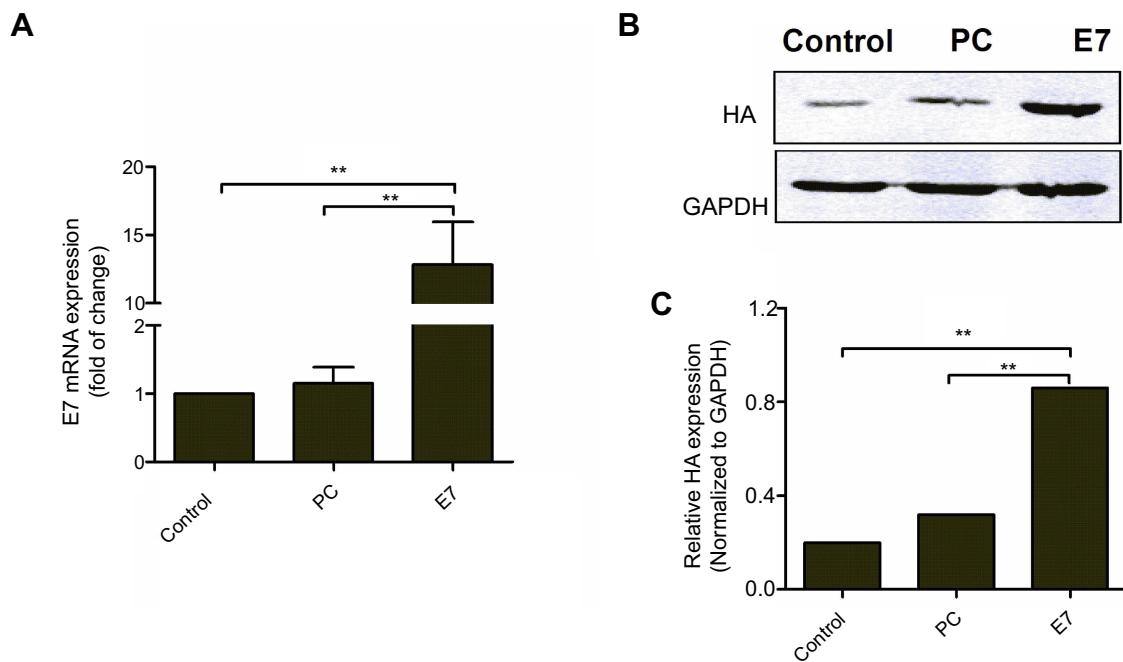 A
E7 mRNA expression
(fold of change)
20
15
10
2
1
0
**
**
Control
PC
E7
B
Control PC E7
HA
GAPDH
C
Relative HA expression
(Normalized to GAPDH)
1.2
0.8
0.4
0.0
**
**
Control
PC
E7